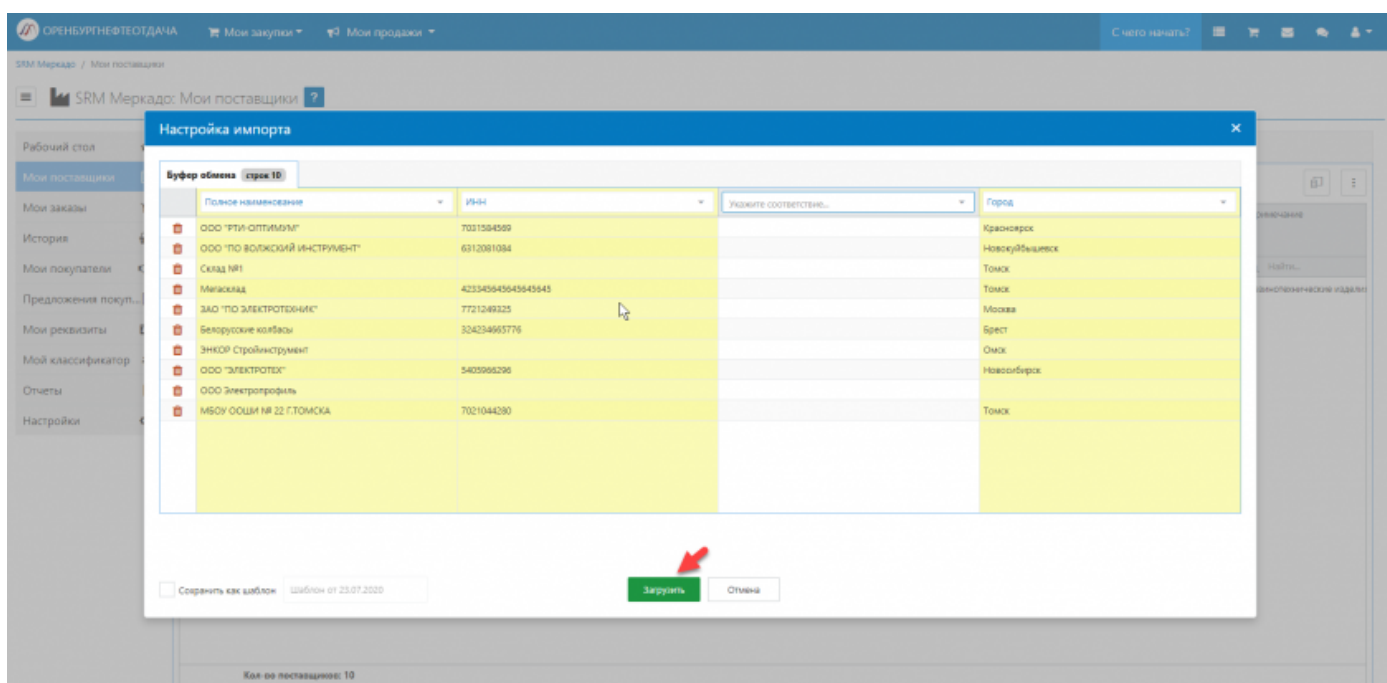 ОРЕНБУРГНЕФТЕОТДАЧА Мои закупки Мои продажи С чего начать?
SRM Меркадо / Мои поставщики
SRM Меркадо: Мои поставщики ?
Настройка импорта
Рабочий стол
Мои поставщики
Мои заказы
История
Мои покупатели
Предложения покуп...
Мои реквизиты
Мой классификатор
Отчеты
Настройки
Буфер обмена строк 10
Полное наименование ИНН Укажите соответствие... Город
ООО "РТИ-ОПТИМУМ" 7031584569 Красноярск
ООО "ПО ВОЛЖСКИЙ ИНСТРУМЕНТ" 6312081084 Новокуйбышевск
Склад №1 Томск
Мегасклад 423345645645645645 Томск
ЗАО "ПО ЭЛЕКТРОТЕХНИК" 7721249325 Москва
Белорусские колбасы 324234665776 Брест
ЭНКОР Стройинструмент Омск
ООО "ЭЛЕКТРОТЕХ" 5405966296 Новосибирск
ООО Электропрофиль
МБОУ ООШИ № 22 Г.ТОМСКА 7021044280 Томск
Найти...
Сохранить как шаблон Шаблон от 23.07.2020 Загрузить Отмена
Кол-во поставщиков: 10